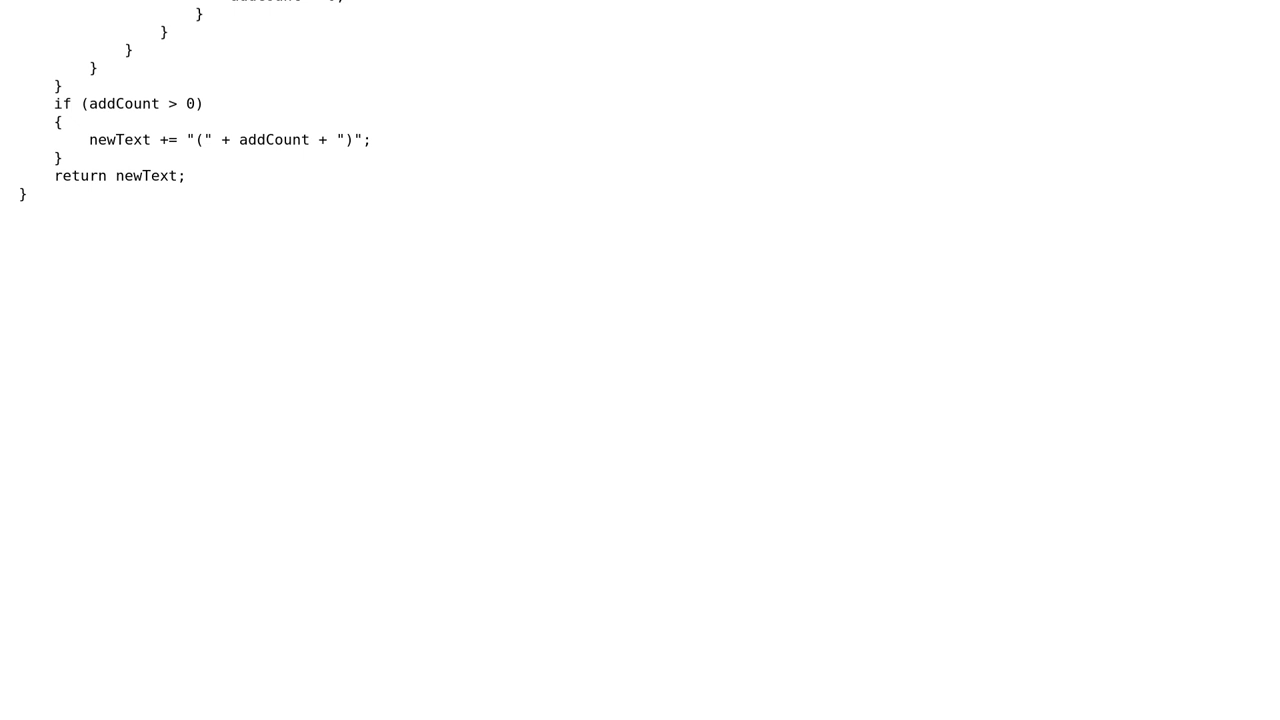 }
}
}
}
}
if (addCount > 0)
{
newText += "(" + addCount + ")";
}
return newText;
}